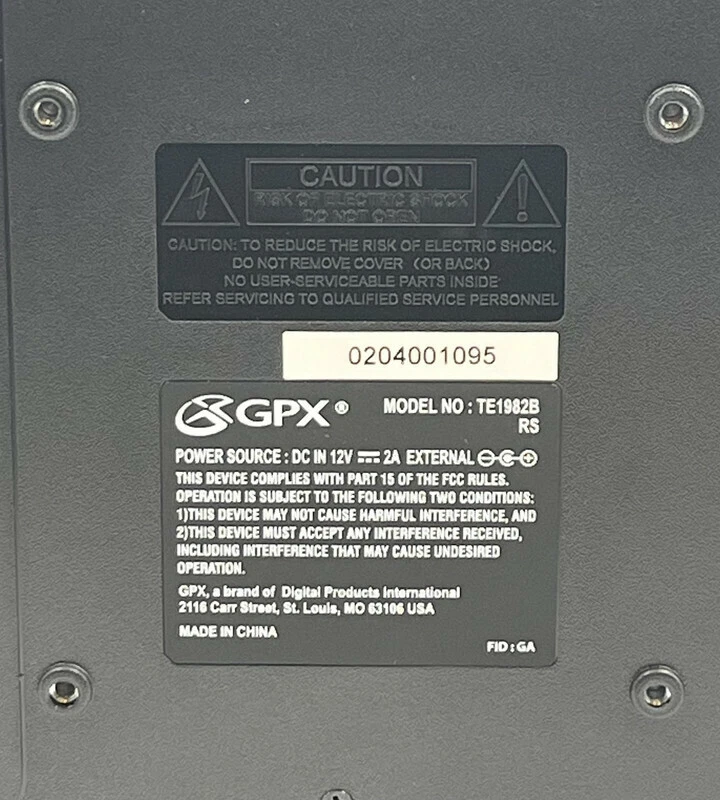 CAUTION
RISK OF ELECTRIC SHOCK
DO NOT OPEN
CAUTION: TO REDUCE THE RISK OF ELECTRIC SHOCK,
DO NOT REMOVE COVER (OR BACK)
NO USER-SERVICEABLE PARTS INSIDE
REFER SERVICING TO QUALIFIED SERVICE PERSONNEL
0204001095
GPX® MODEL NO : TE1982B
RS
POWER SOURCE : DC IN 12V ⎓ 2A EXTERNAL
THIS DEVICE COMPLIES WITH PART 15 OF THE FCC RULES.
OPERATION IS SUBJECT TO THE FOLLOWING TWO CONDITIONS:
1)THIS DEVICE MAY NOT CAUSE HARMFUL INTERFERENCE, AND
2)THIS DEVICE MUST ACCEPT ANY INTERFERENCE RECEIVED,
INCLUDING INTERFERENCE THAT MAY CAUSE UNDESIRED
OPERATION.
GPX, a brand of Digital Products International
2116 Carr Street, St. Louis, MO 63106 USA
MADE IN CHINA
FID : GA